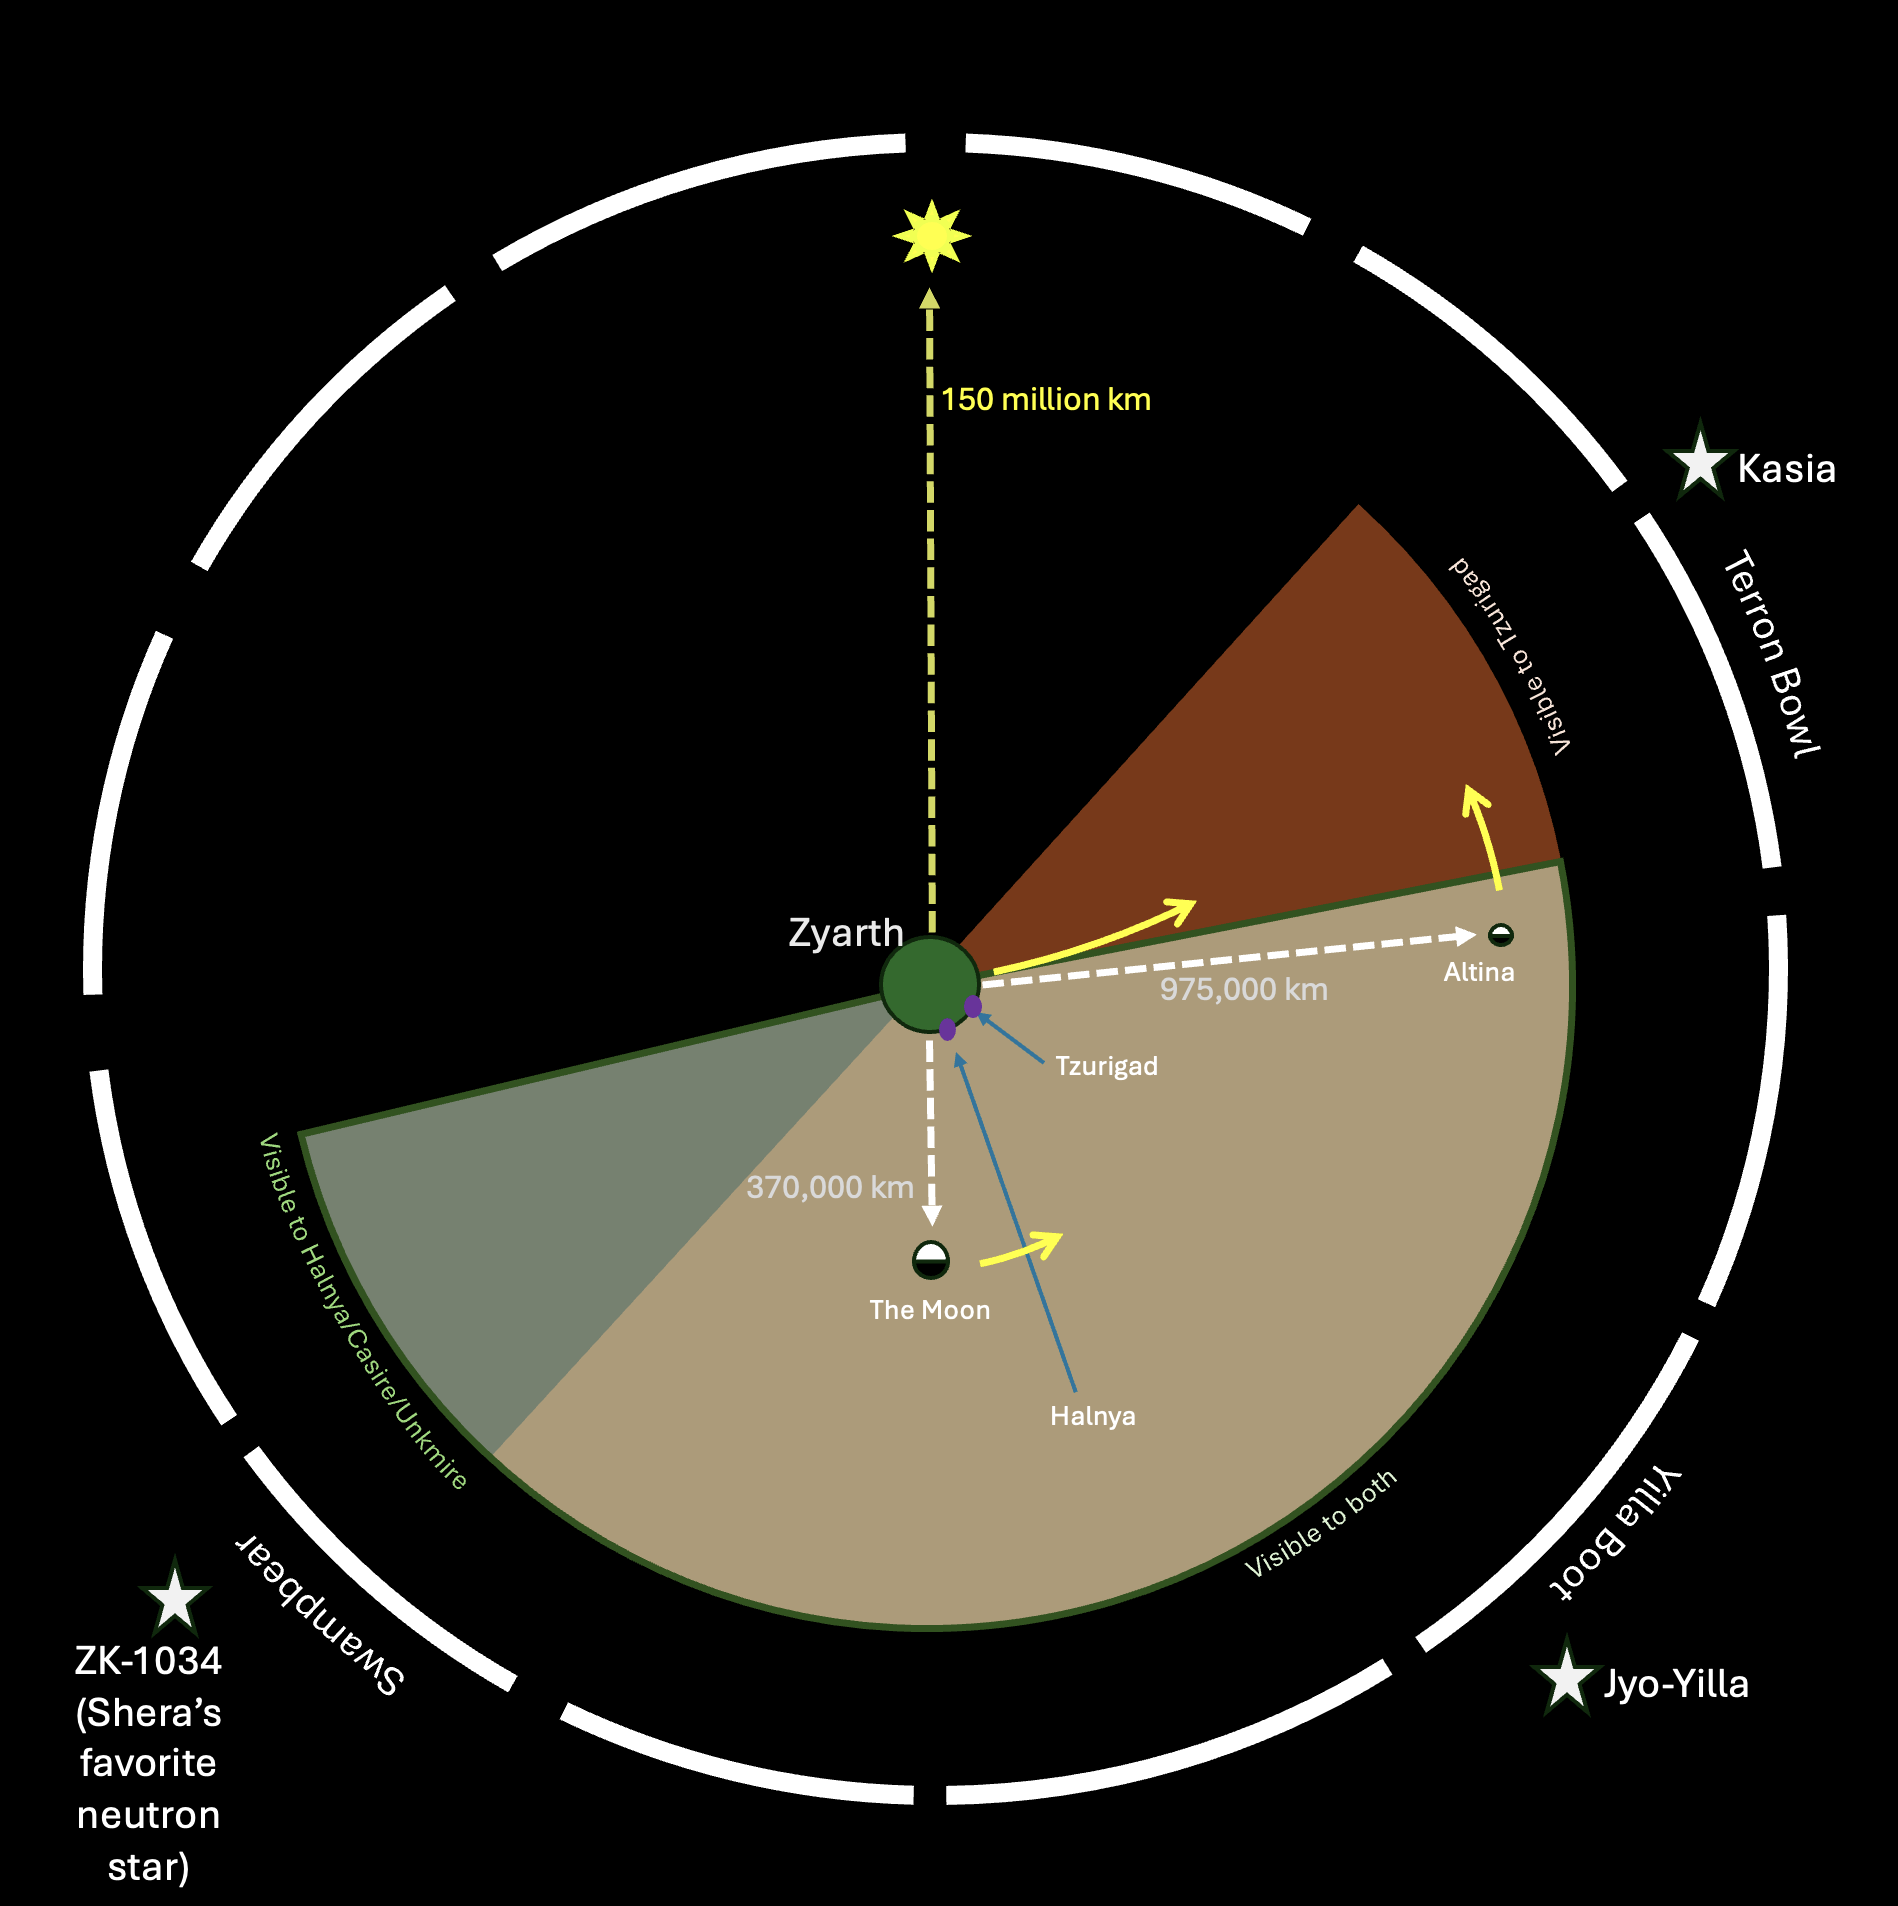 150 million km
Kasia
Terron Bowl
Visible to Tzurigad
Zyarth
Altina
975,000 km
Tzurigad
370,000 km
The Moon
Halnya
Visible to Halnya/Casire/Unkmire
Visible to both
Yilla Boot
Swampbear
ZK-1034
(Shera’s
favorite
neutron
star)
Jyo-Yilla